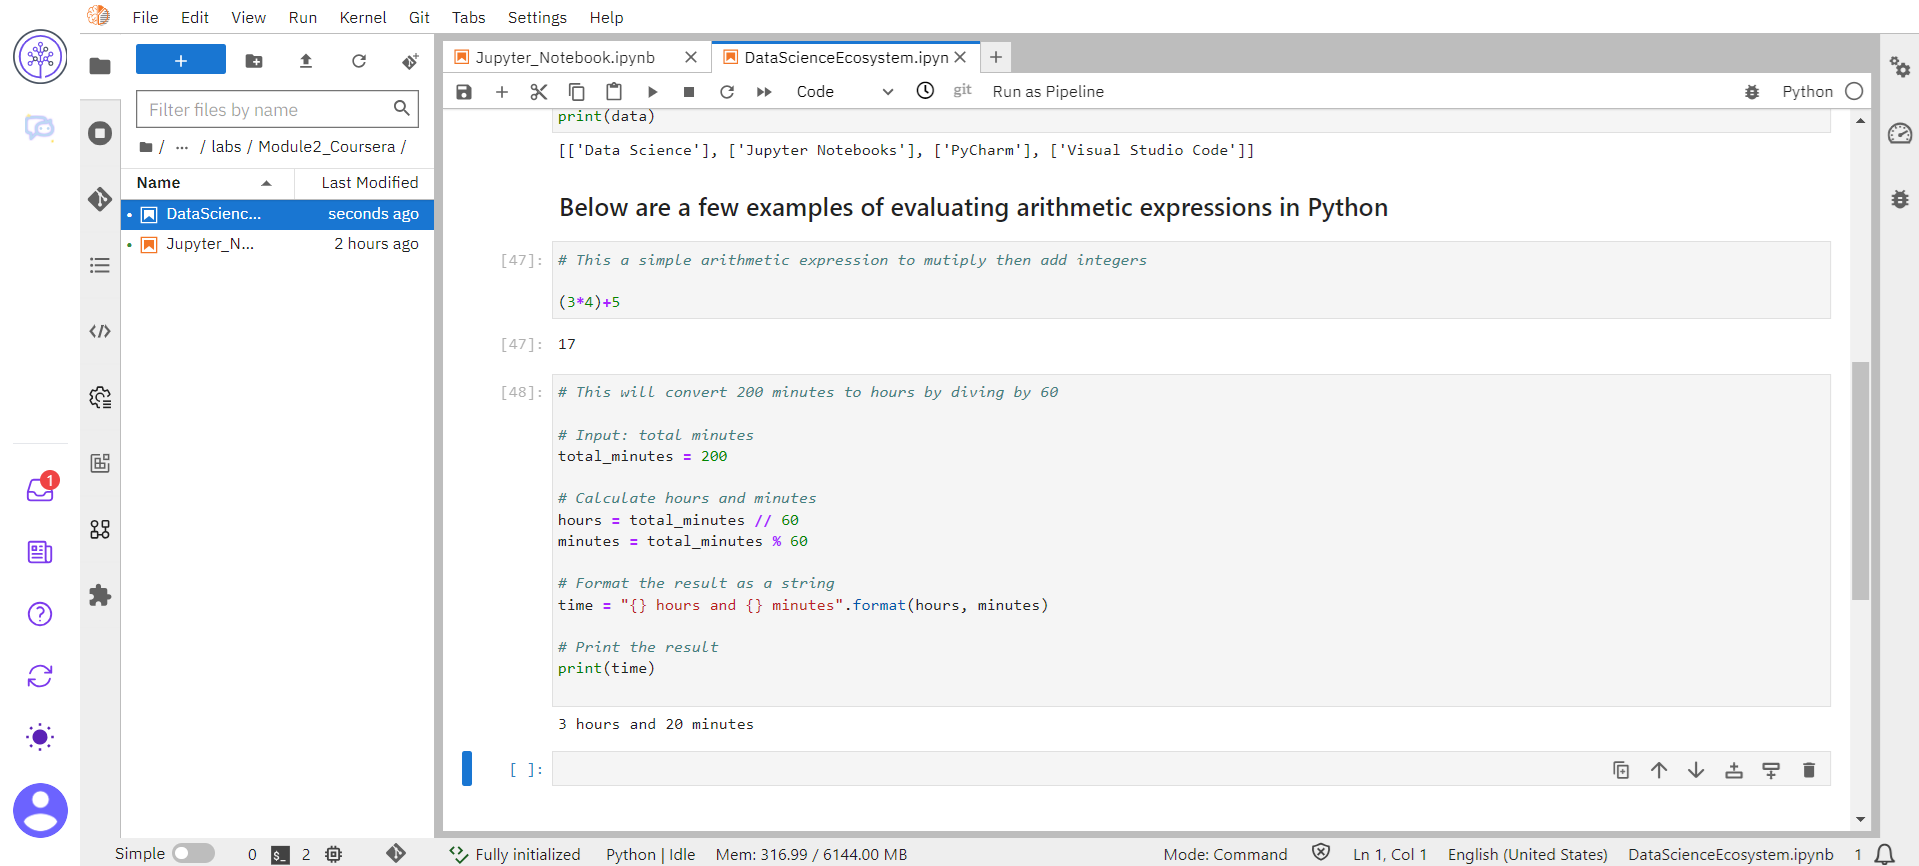 File Edit View Run Kernel Git Tabs Settings Help
Filter files by name
/ ... / labs / Module2_Coursera /
Name Last Modified
DataScienc... seconds ago
Jupyter_N... 2 hours ago
1
Jupyter_Notebook.ipynb DataScienceEcosystem.ipyn
Code git Run as Pipeline Python
print(data)
[['Data Science'], ['Jupyter Notebooks'], ['PyCharm'], ['Visual Studio Code']]
Below are a few examples of evaluating arithmetic expressions in Python
[47]: # This a simple arithmetic expression to mutiply then add integers
(3*4)+5
[47]: 17
[48]: # This will convert 200 minutes to hours by diving by 60
# Input: total minutes
total_minutes = 200
# Calculate hours and minutes
hours = total_minutes // 60
minutes = total_minutes % 60
# Format the result as a string
time = "{} hours and {} minutes".format(hours, minutes)
# Print the result
print(time)
3 hours and 20 minutes
[ ]:
Simple 0 $_ 2 Fully initialized Python | Idle Mem: 316.99 / 6144.00 MB Mode: Command Ln 1, Col 1 English (United States) DataScienceEcosystem.ipynb 1